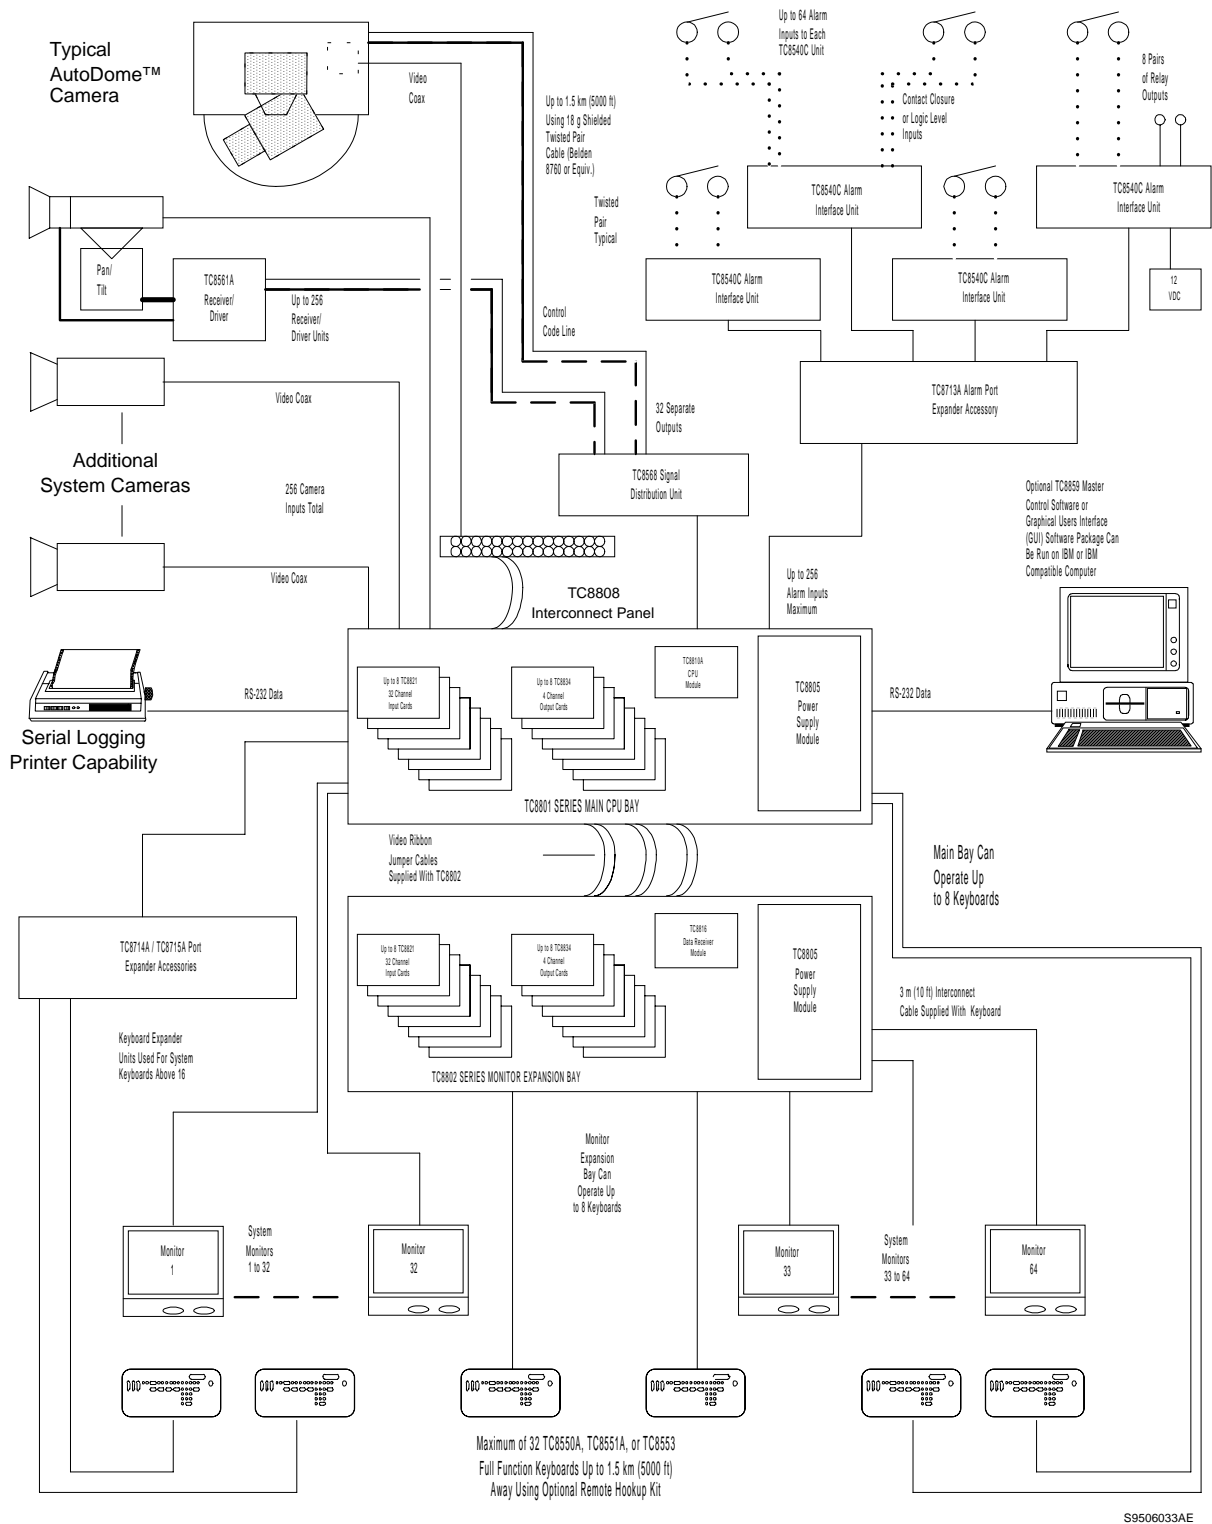 Typical
AutoDome™
Camera
Video
Coax
Up to 1.5 km (5000 ft)
Using 18 g Shielded
Twisted Pair
Cable (Belden
8760 or Equiv.)
Twisted
Pair
Typical
Up to 64 Alarm
Inputs to Each
TC8540C Unit
Contact Closure
or Logic Level
Inputs
8 Pairs
of Relay
Outputs
TC8540C Alarm
Interface Unit
TC8540C Alarm
Interface Unit
TC8540C Alarm
Interface Unit
TC8540C Alarm
Interface Unit
12
VDC
Pan/
Tilt
TC8561A
Receiver/
Driver
Up to 256
Receiver/
Driver Units
Control
Code Line
Video Coax
32 Separate
Outputs
TC8713A Alarm Port
Expander Accessory
Additional
System Cameras
256 Camera
Inputs Total
TC8568 Signal
Distribution Unit
Optional TC8859 Master
Control Software or
Graphical Users Interface
(GUI) Software Package Can
Be Run on IBM or IBM
Compatible Computer
Video Coax
TC8808
Interconnect Panel
Up to 256
Alarm Inputs
Maximum
RS-232 Data
Serial Logging
Printer Capability
Up to 8 TC8821
32 Channel
Input Cards
Up to 8 TC8834
4 Channel
Output Cards
TC8810A
CPU
Module
TC8805
Power
Supply
Module
RS-232 Data
TC8801 SERIES MAIN CPU BAY
Video Ribbon
Jumper Cables
Supplied With TC8802
Main Bay Can
Operate Up
to 8 Keyboards
TC8714A / TC8715A Port
Expander Accessories
Up to 8 TC8821
32 Channel
Input Cards
Up to 8 TC8834
4 Channel
Output Cards
TC8816
Data Receiver
Module
TC8805
Power
Supply
Module
3 m (10 ft) Interconnect
Cable Supplied With Keyboard
Keyboard Expander
Units Used For System
Keyboards Above 16
TC8802 SERIES MONITOR EXPANSION BAY
Monitor
Expansion
Bay Can
Operate Up
to 8 Keyboards
Monitor
1
System
Monitors
1 to 32
Monitor
32
Monitor
33
System
Monitors
33 to 64
Monitor
64
Maximum of 32 TC8550A, TC8551A, or TC8553
Full Function Keyboards Up to 1.5 km (5000 ft)
Away Using Optional Remote Hookup Kit
S9506033AE